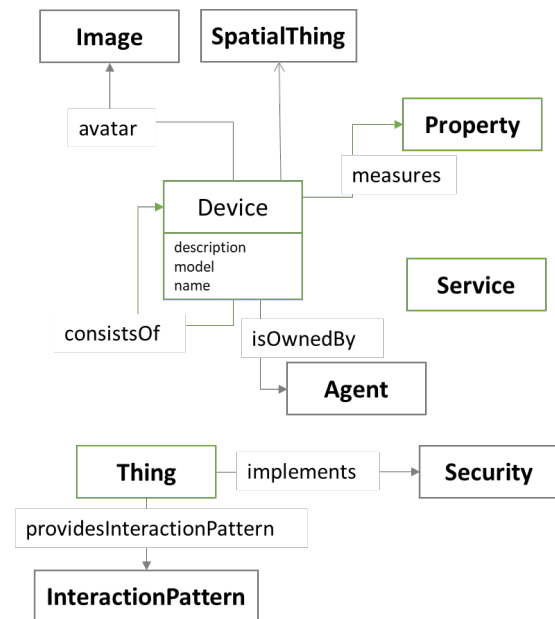 Image
SpatialThing
avatar
Property
measures
Device
description
model
name
Service
consistsOf
isOwnedBy
Agent
Thing
implements
Security
providesInteractionPattern
InteractionPattern